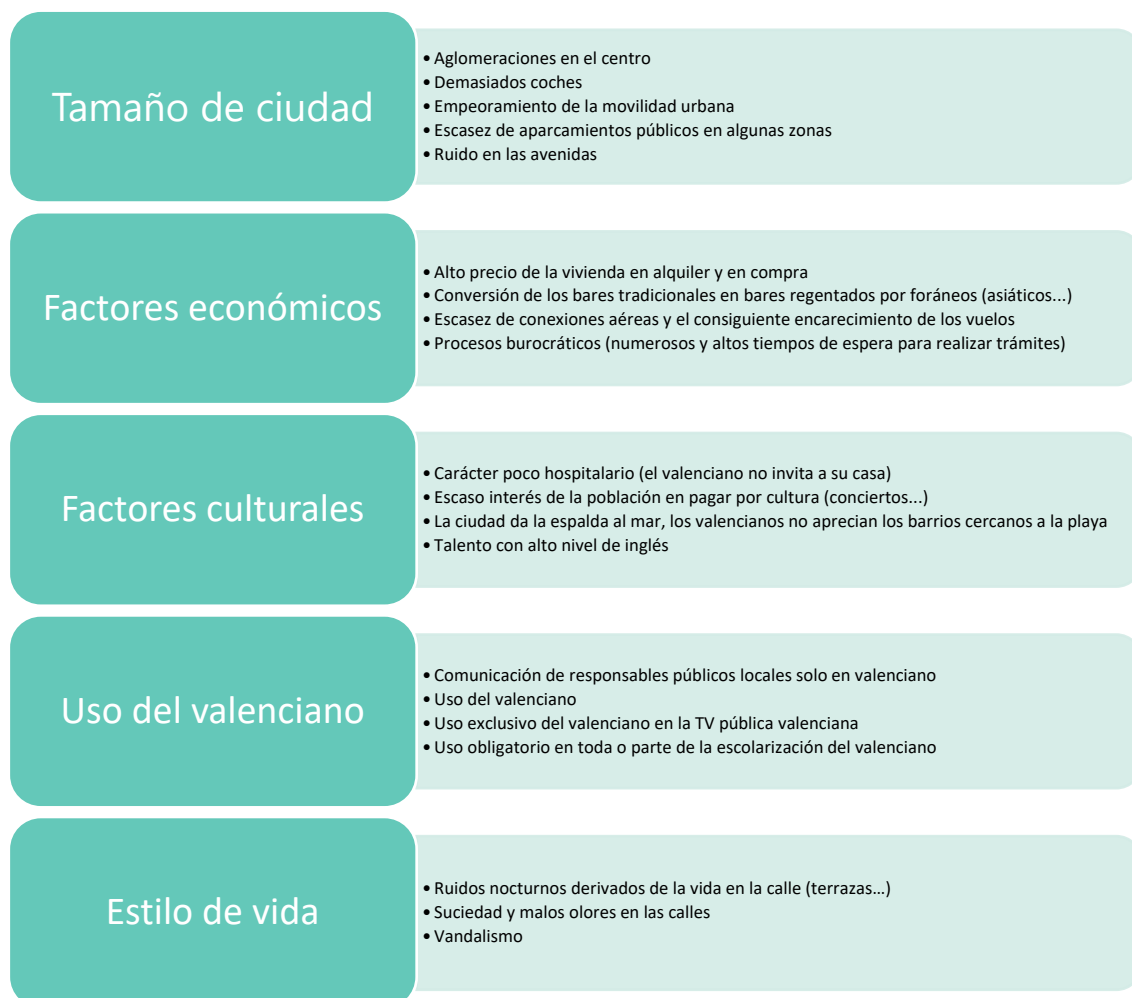 Tamaño de ciudad
• Aglomeraciones en el centro
• Demasiados coches
• Empeoramiento de la movilidad urbana
• Escasez de aparcamientos públicos en algunas zonas
• Ruido en las avenidas
Factores económicos
• Alto precio de la vivienda en alquiler y en compra
• Conversión de los bares tradicionales en bares regentados por foráneos (asiáticos...)
• Escasez de conexiones aéreas y el consiguiente encarecimiento de los vuelos
• Procesos burocráticos (numerosos y altos tiempos de espera para realizar trámites)
Factores culturales
• Carácter poco hospitalario (el valenciano no invita a su casa)
• Escaso interés de la población en pagar por cultura (conciertos...)
• La ciudad da la espalda al mar, los valencianos no aprecian los barrios cercanos a la playa
• Talento con alto nivel de inglés
Uso del valenciano
• Comunicación de responsables públicos locales solo en valenciano
• Uso del valenciano
• Uso exclusivo del valenciano en la TV pública valenciana
• Uso obligatorio en toda o parte de la escolarización del valenciano
Estilo de vida
• Ruidos nocturnos derivados de la vida en la calle (terrazas…)
• Suciedad y malos olores en las calles
• Vandalismo